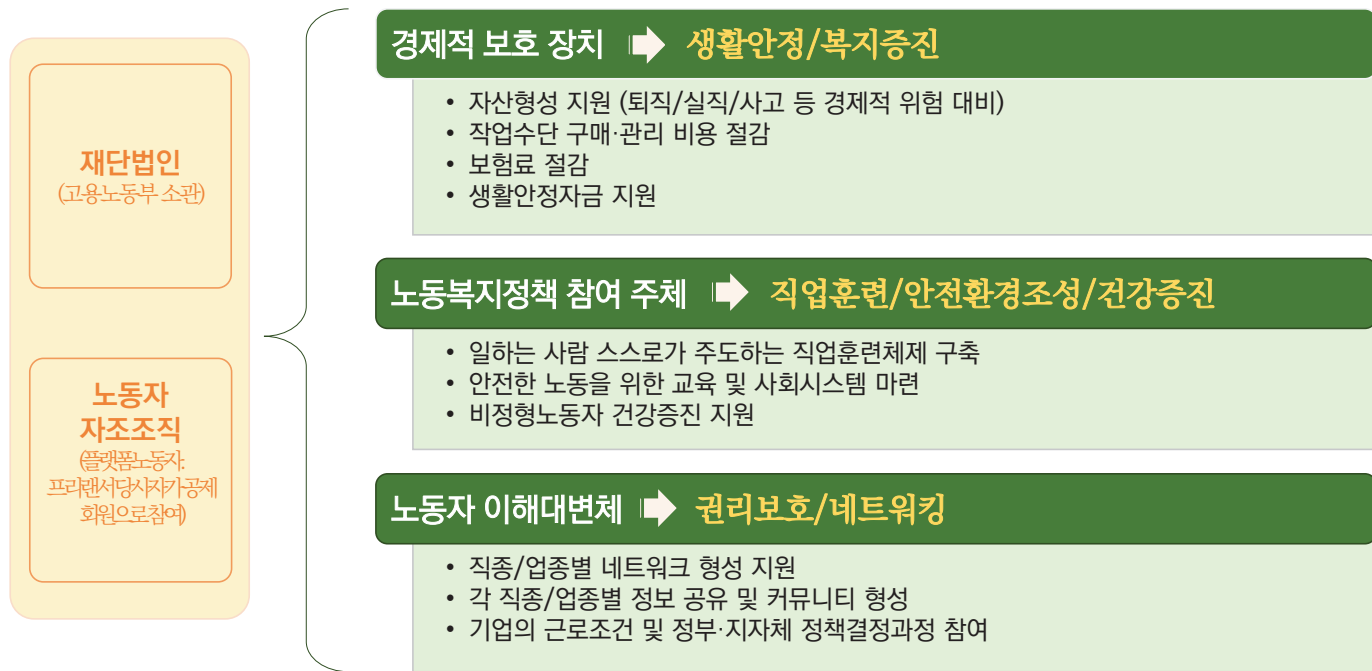 재단법인
(고용노동부 소관)
노동자
자조조직
(플랫폼노동자·
프리랜서당사자가공제
회원으로참여)
경제적 보호 장치 생활안정/복지증진
• 자산형성 지원 (퇴직/실직/사고 등 경제적 위험 대비)
• 작업수단 구매·관리 비용 절감
• 보험료 절감
• 생활안정자금 지원
노동복지정책 참여 주체 직업훈련/안전환경조성/건강증진
• 일하는 사람 스스로가 주도하는 직업훈련체제 구축
• 안전한 노동을 위한 교육 및 사회시스템 마련
• 비정형노동자 건강증진 지원
노동자 이해대변체 권리보호/네트워킹
• 직종/업종별 네트워크 형성 지원
• 각 직종/업종별 정보 공유 및 커뮤니티 형성
• 기업의 근로조건 및 정부·지자체 정책결정과정 참여